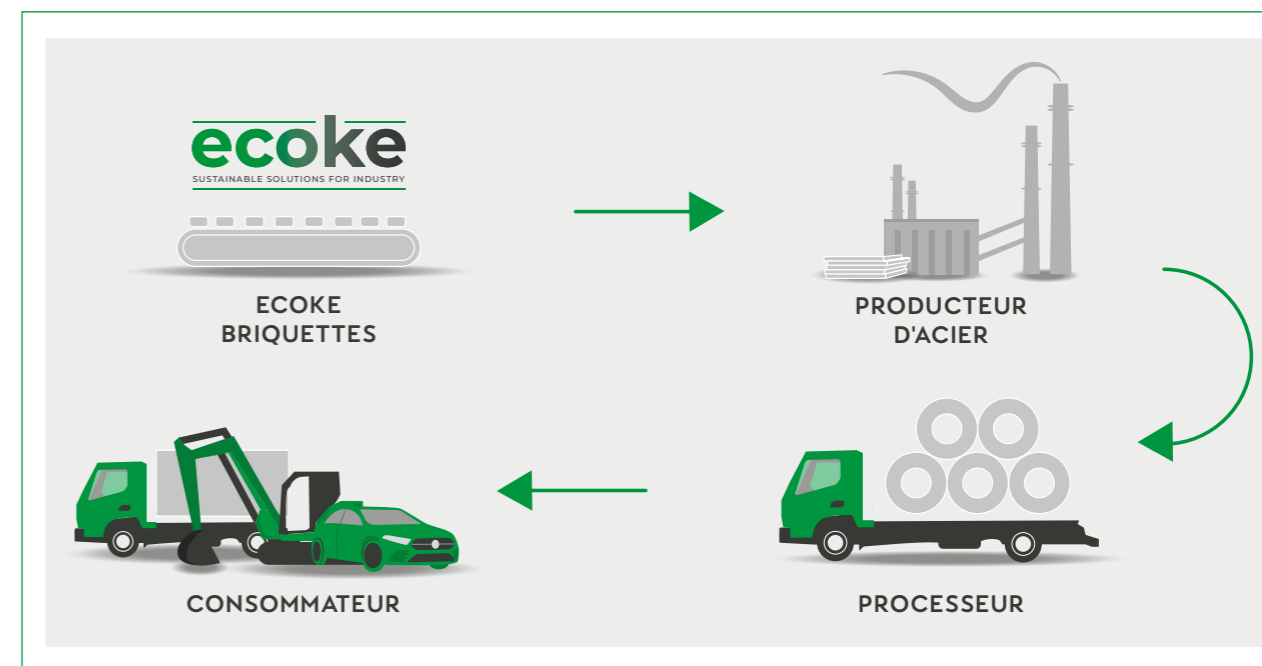 ecoke
SUSTAINABLE SOLUTIONS FOR INDUSTRY
ECOKE
BRIQUETTES
PRODUCTEUR
D'ACIER
CONSOMMATEUR
PROCESSEUR